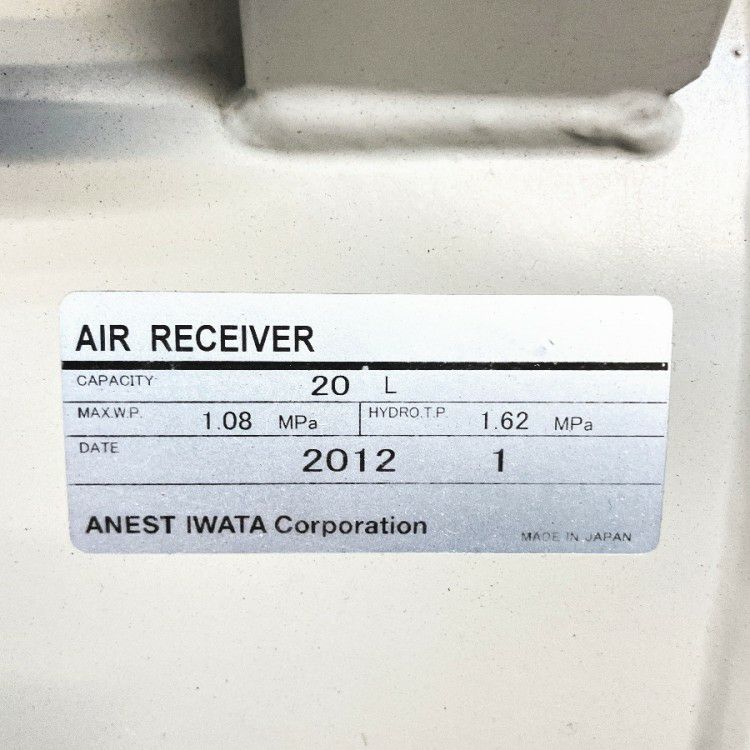 AIR RECEIVER
CAPACITY 20 L
MAX.W.P. 1.08 MPa HYDRO.T.P 1.62 MPa
DATE 2012 1
ANEST IWATA Corporation
MADE IN JAPAN